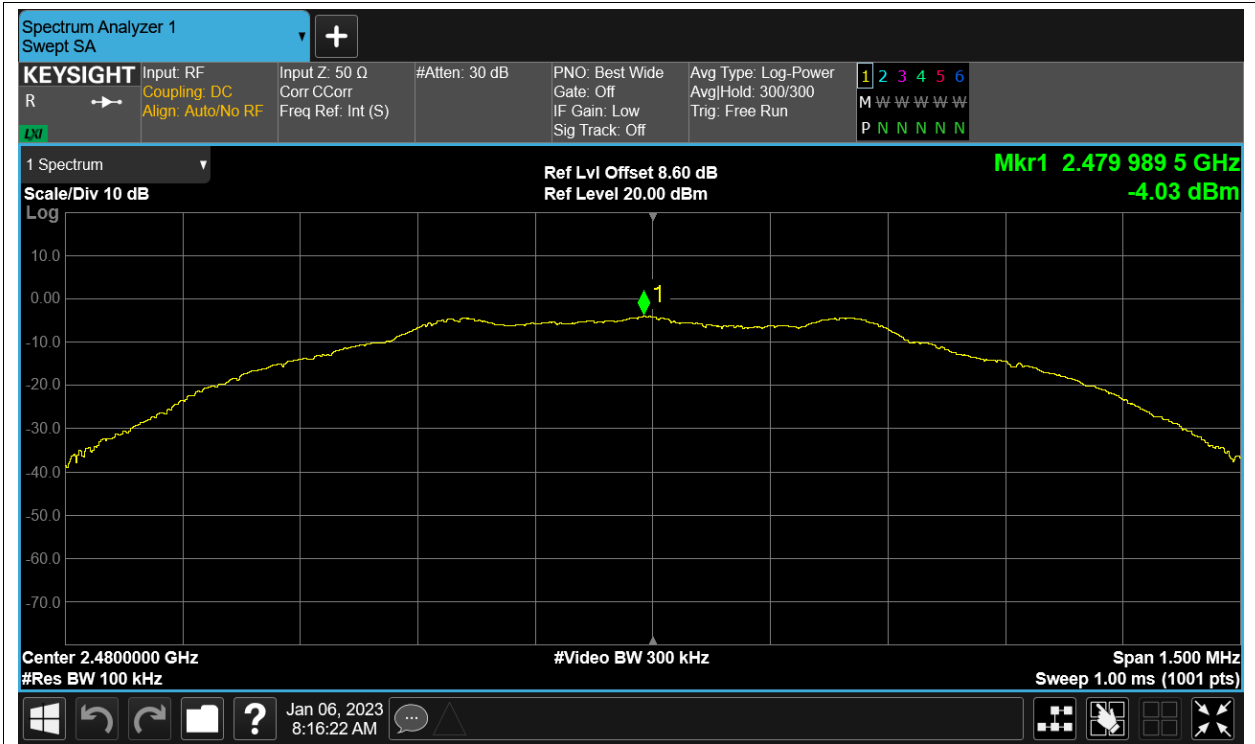 Spectrum Analyzer 1
Swept SA
KEYSIGHT
R
LXI
Input: RF
Coupling: DC
Align: Auto/No RF
Input Z: 50 Ω
Corr CCorr
Freq Ref: Int (S)
#Atten: 30 dB
PNO: Best Wide
Gate: Off
IF Gain: Low
Sig Track: Off
Avg Type: Log-Power
Avg|Hold: 300/300
Trig: Free Run
1 2 3 4 5 6
M W W W W W
P N N N N N
1 Spectrum
Scale/Div 10 dB
Log
Ref Lvl Offset 8.60 dB
Ref Level 20.00 dBm
Mkr1 2.479 989 5 GHz
-4.03 dBm
10.0
0.00
-10.0
-20.0
-30.0
-40.0
-50.0
-60.0
-70.0
1
Center 2.4800000 GHz
#Res BW 100 kHz
#Video BW 300 kHz
Span 1.500 MHz
Sweep 1.00 ms (1001 pts)
?
Jan 06, 2023
8:16:22 AM